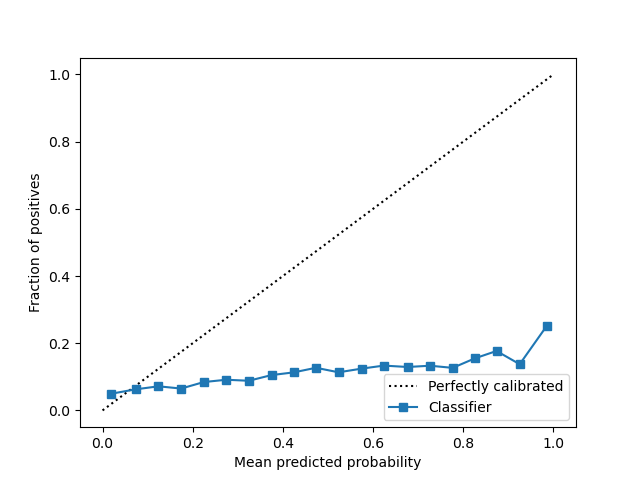 1.0
0.8
0.6
0.4
0.2
0.0
Fraction of positives
Perfectly calibrated
Classifier
0.0 0.2 0.4 0.6 0.8 1.0
Mean predicted probability